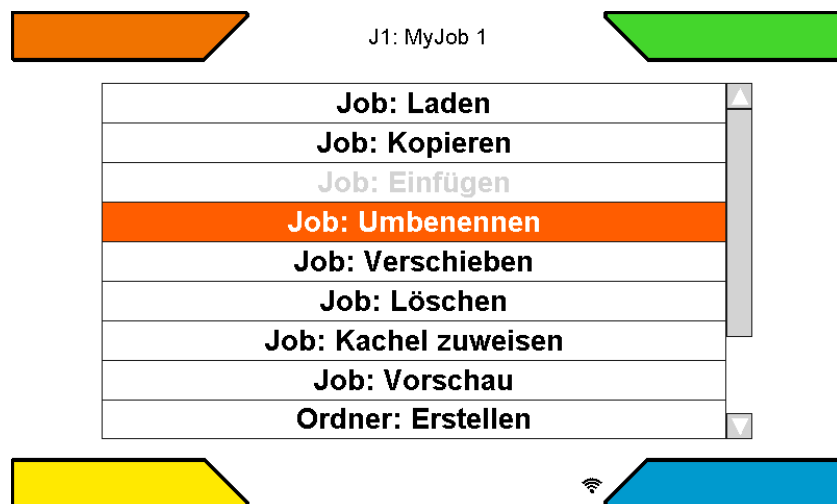 J1: MyJob 1
Job: Laden
Job: Kopieren
Job: Einfügen
Job: Umbenennen
Job: Verschieben
Job: Löschen
Job: Kachel zuweisen
Job: Vorschau
Ordner: Erstellen